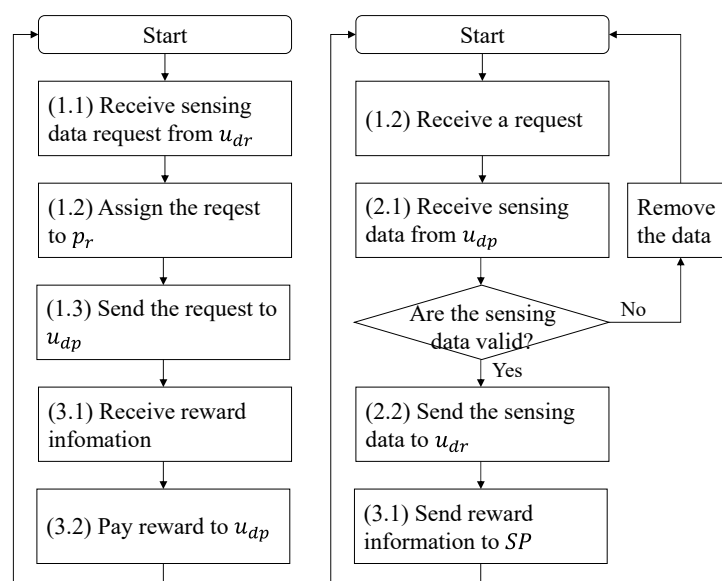 Start
(1.1) Receive sensing
data request from u_dr
(1.2) Assign the reqest
to p_r
(1.3) Send the request to
u_dp
(3.1) Receive reward
infomation
(3.2) Pay reward to u_dp
Start
(1.2) Receive a request
(2.1) Receive sensing
data from u_dp
Are the sensing
data valid?
No
Remove
the data
Yes
(2.2) Send the sensing
data to u_dr
(3.1) Send reward
information to SP